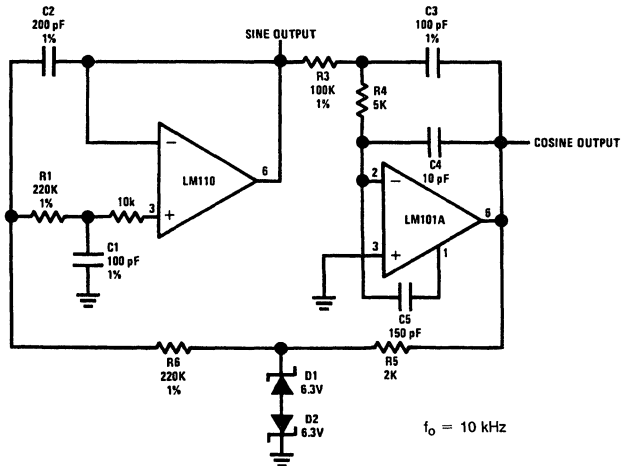 C2
200 pF
1%
SINE OUTPUT
C3
100 pF
1%
R3
100K
1%
R4
5K
−
LM110
6
+
3
R1
220K
1%
10k
C1
100 pF
1%
C4
10 pF
COSINE OUTPUT
2
−
LM101A
6
3
+
1
C5
150 pF
R6
220K
1%
R5
2K
D1
6.3V
D2
6.3V
fo = 10 kHz